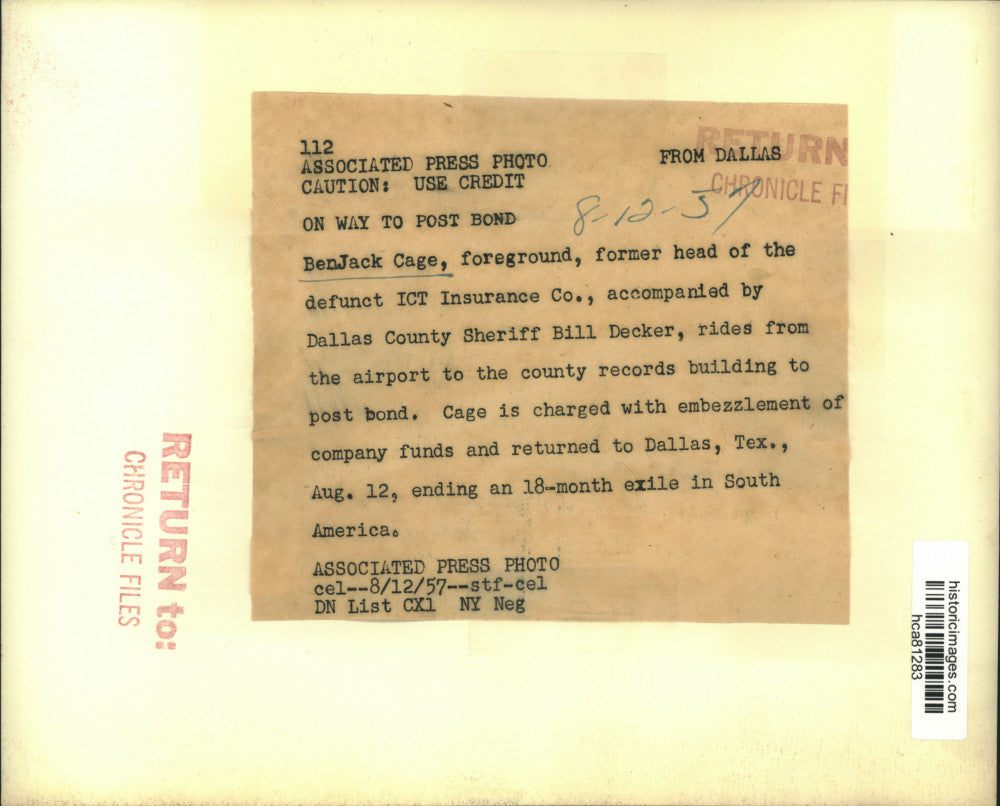 112
ASSOCIATED PRESS PHOTO
FROM DALLAS
CAUTION: USE CREDIT
RETURN
CHRONICLE FI
8-12-57
ON WAY TO POST BOND
BenJack Cage, foreground, former head of the
defunct ICT Insurance Co., accompanied by
Dallas County Sheriff Bill Decker, rides from
the airport to the county records building to
post bond. Cage is charged with embezzlement of
company funds and returned to Dallas, Tex.,
Aug. 12, ending an 18-month exile in South
America.
ASSOCIATED PRESS PHOTO
cel--8/12/57--stf-cel
DN List CX1 NY Neg
RETURN to:
CHRONICLE FILES
historicimages.com
hca81283